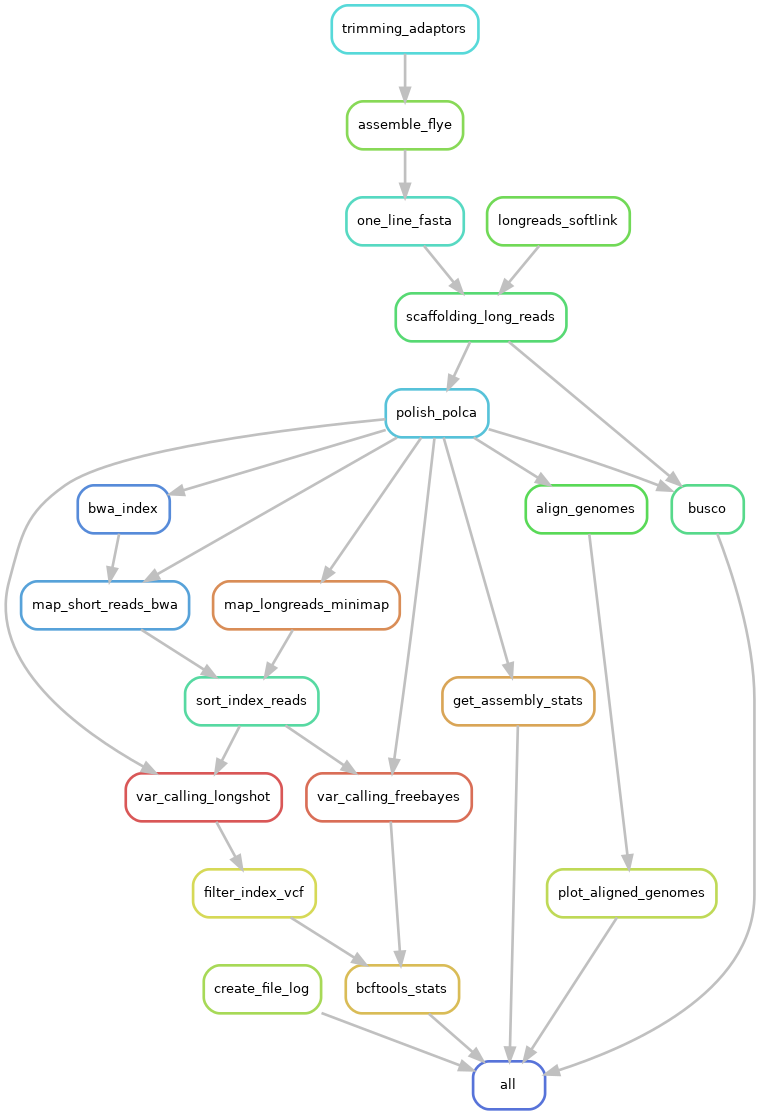 trimming_adaptors
assemble_flye
one_line_fasta
longreads_softlink
scaffolding_long_reads
polish_polca
bwa_index
align_genomes
busco
map_short_reads_bwa
map_longreads_minimap
sort_index_reads
get_assembly_stats
var_calling_longshot
var_calling_freebayes
filter_index_vcf
plot_aligned_genomes
create_file_log
bcftools_stats
all